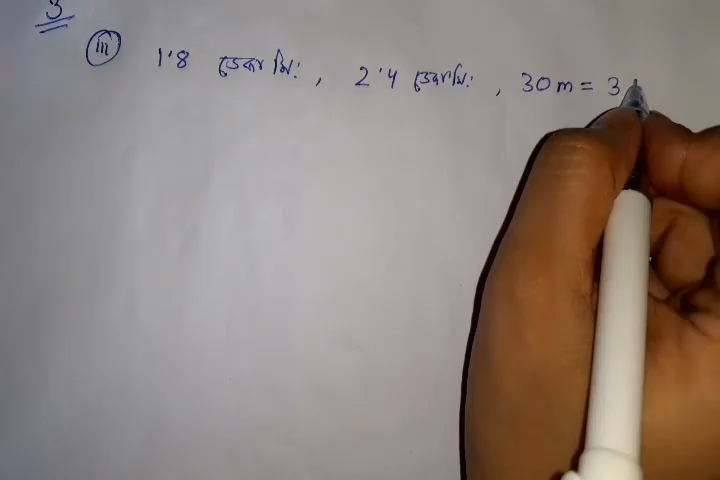 3
(iii) 1.8 ডেকামি: , 2.4 ডেকামি: , 30m = 3